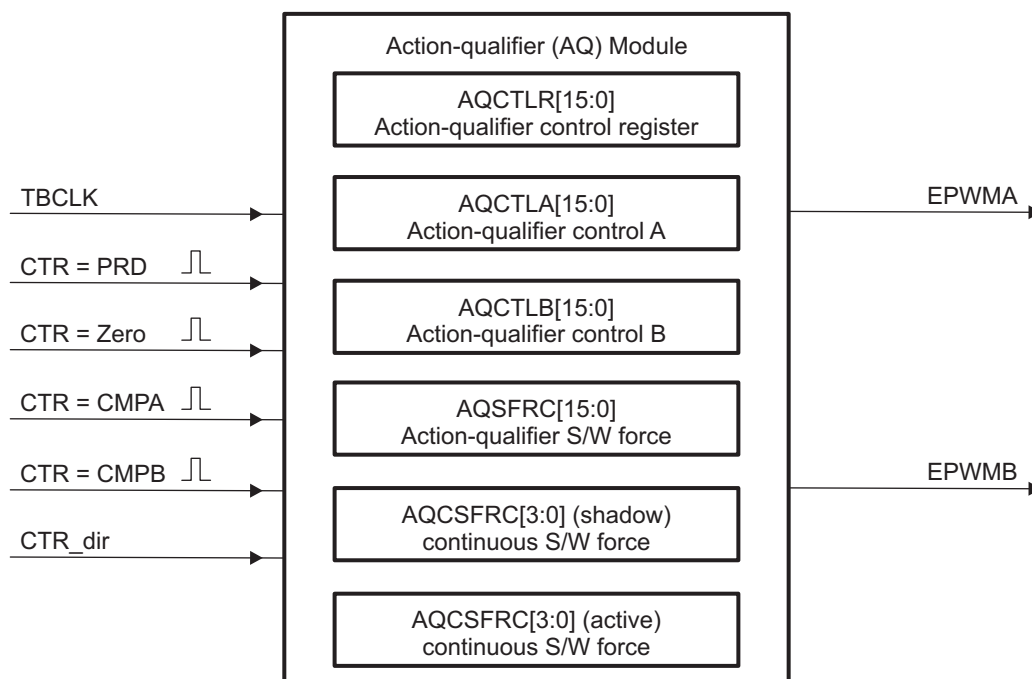 Action-qualifier (AQ) Module
AQCTLR[15:0]
Action-qualifier control register
TBCLK
AQCTLA[15:0]
Action-qualifier control A
EPWMA
CTR = PRD
CTR = Zero
AQCTLB[15:0]
Action-qualifier control B
CTR = CMPA
AQSFRC[15:0]
Action-qualifier S/W force
CTR = CMPB
EPWMB
AQCSFRC[3:0] (shadow)
continuous S/W force
CTR_dir
AQCSFRC[3:0] (active)
continuous S/W force